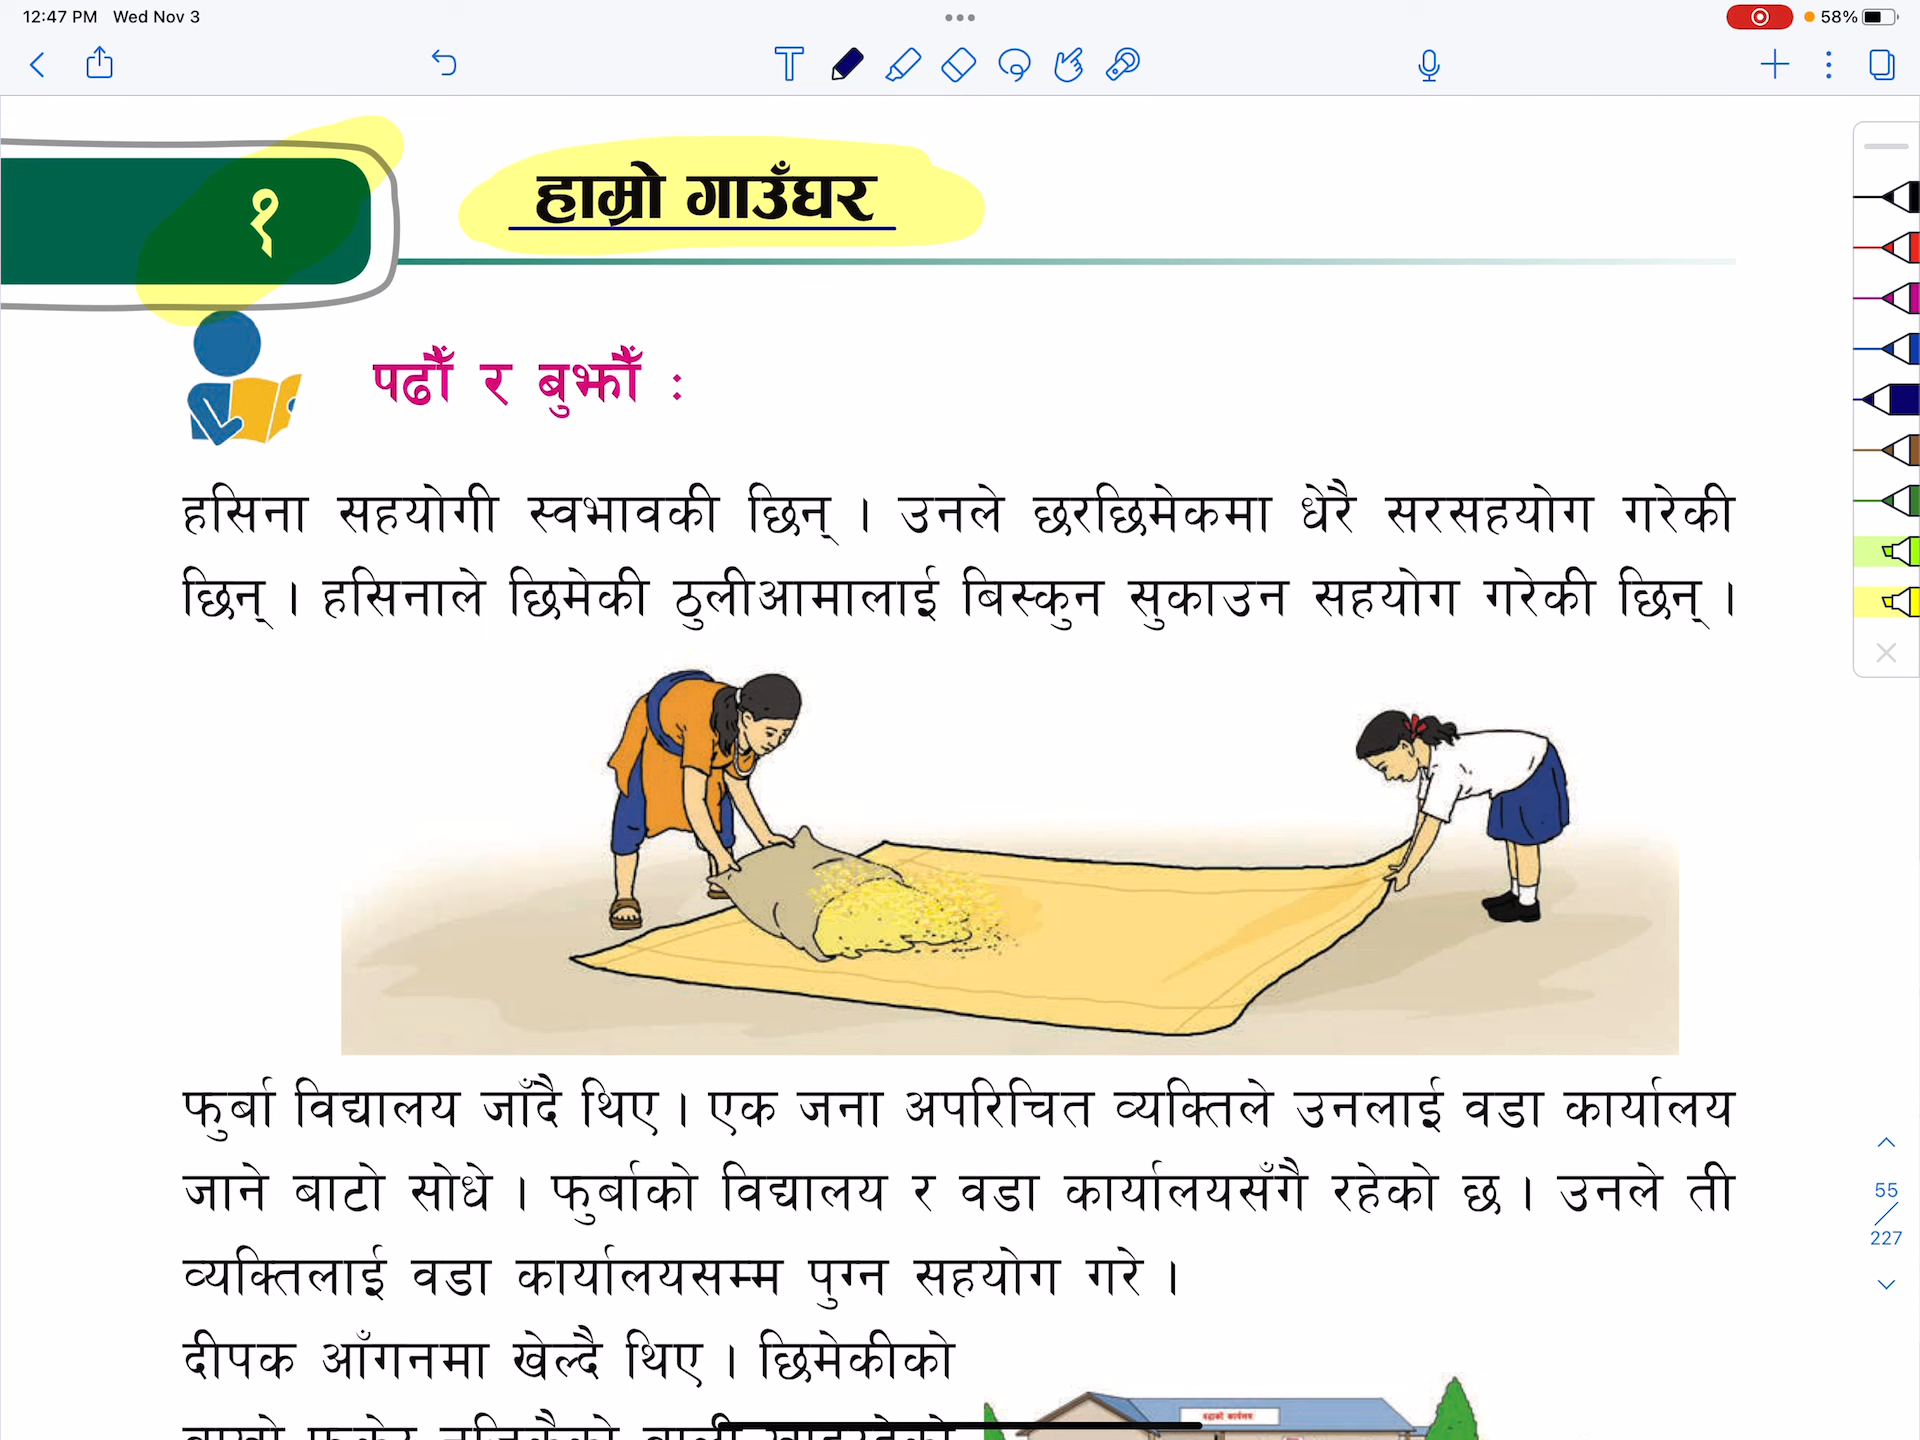 12:47 PM Wed Nov 3
58%
१
हाम्रो गाउँघर
पढौँ र बुझौँ :
हसिना सहयोगी स्वभावकी छिन् । उनले छरछिमेकमा धेरै सरसहयोग गरेकी
छिन् । हसिनाले छिमेकी ठुलीआमालाई बिस्कुन सुकाउन सहयोग गरेकी छिन् ।
फुर्बा विद्यालय जाँदै थिए । एक जना अपरिचित व्यक्तिले उनलाई वडा कार्यालय
जाने बाटो सोधे । फुर्बाको विद्यालय र वडा कार्यालयसँगै रहेको छ । उनले ती
व्यक्तिलाई वडा कार्यालयसम्म पुग्न सहयोग गरे ।
दीपक आँगनमा खेल्दै थिए । छिमेकीको
55
227